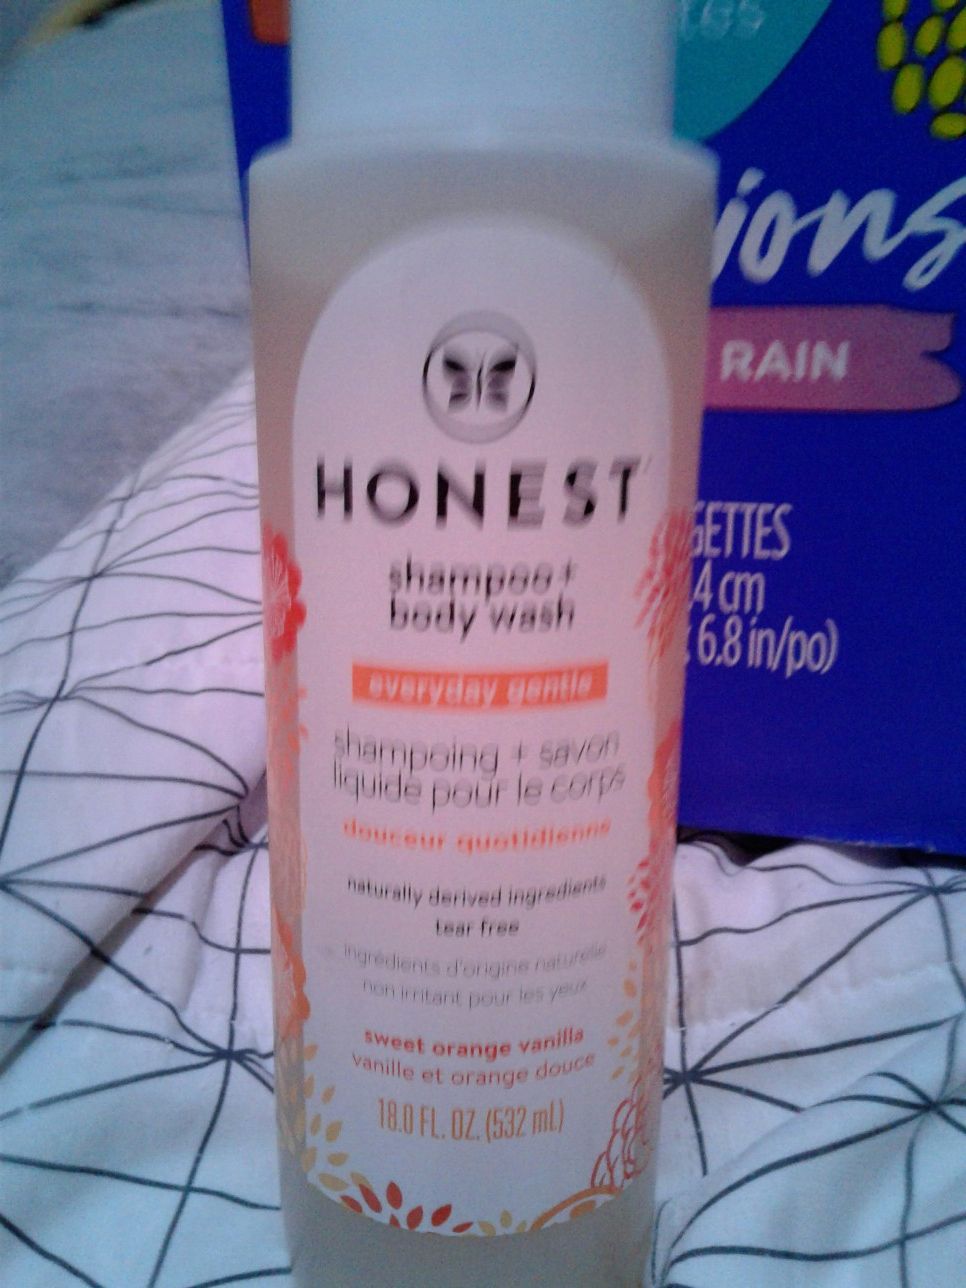 HONEST
shampoo +
body wash
everyday gentle
shampoing + savon
liquide pour le corps
douceur quotidienne
naturally derived ingredients
tear free
ingrédients d'origine naturelle
non irritant pour les yeux
sweet orange vanilla
vanille et orange douce
18.0 FL. OZ. (532 mL)
ions
RAIN
GETTES
4 cm
6.8 in/po)